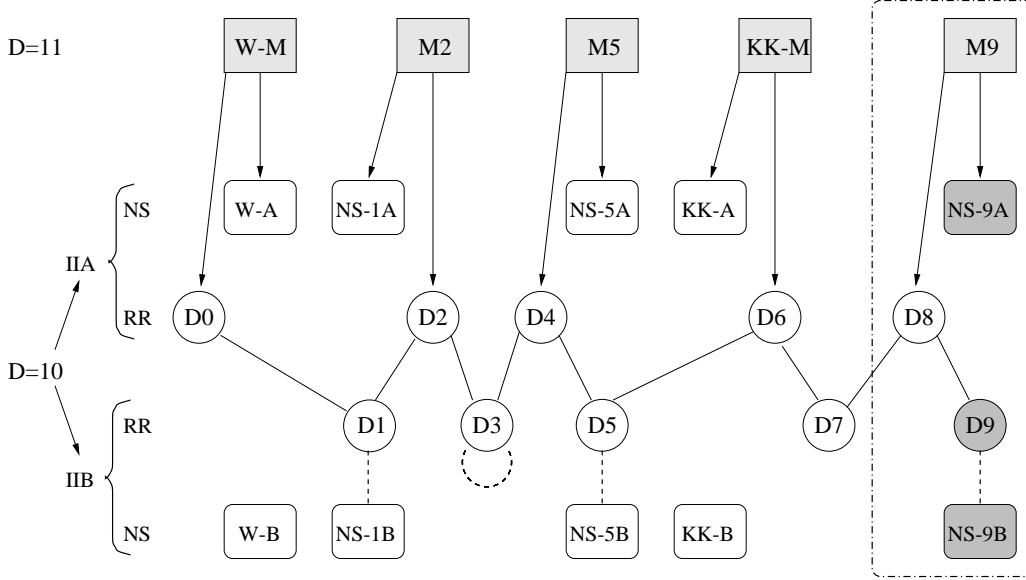 D=11 W-M M2 M5 KK-M M9
NS W-A NS-1A NS-5A KK-A NS-9A
IIA
RR D0 D2 D4 D6 D8
D=10
RR D1 D3 D5 D7 D9
IIB
NS W-B NS-1B NS-5B KK-B NS-9B